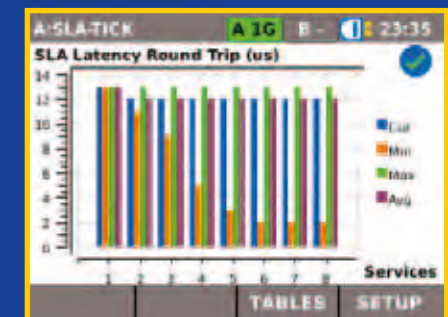 A:SLA-TICK A 1G B - 23:35
SLA Latency Round Trip (us)
14
12
10
8
6
4
2
0
Cur
Min
Max
Avg
1 2 3 4 5 6 7 8
Services
TABLES SETUP